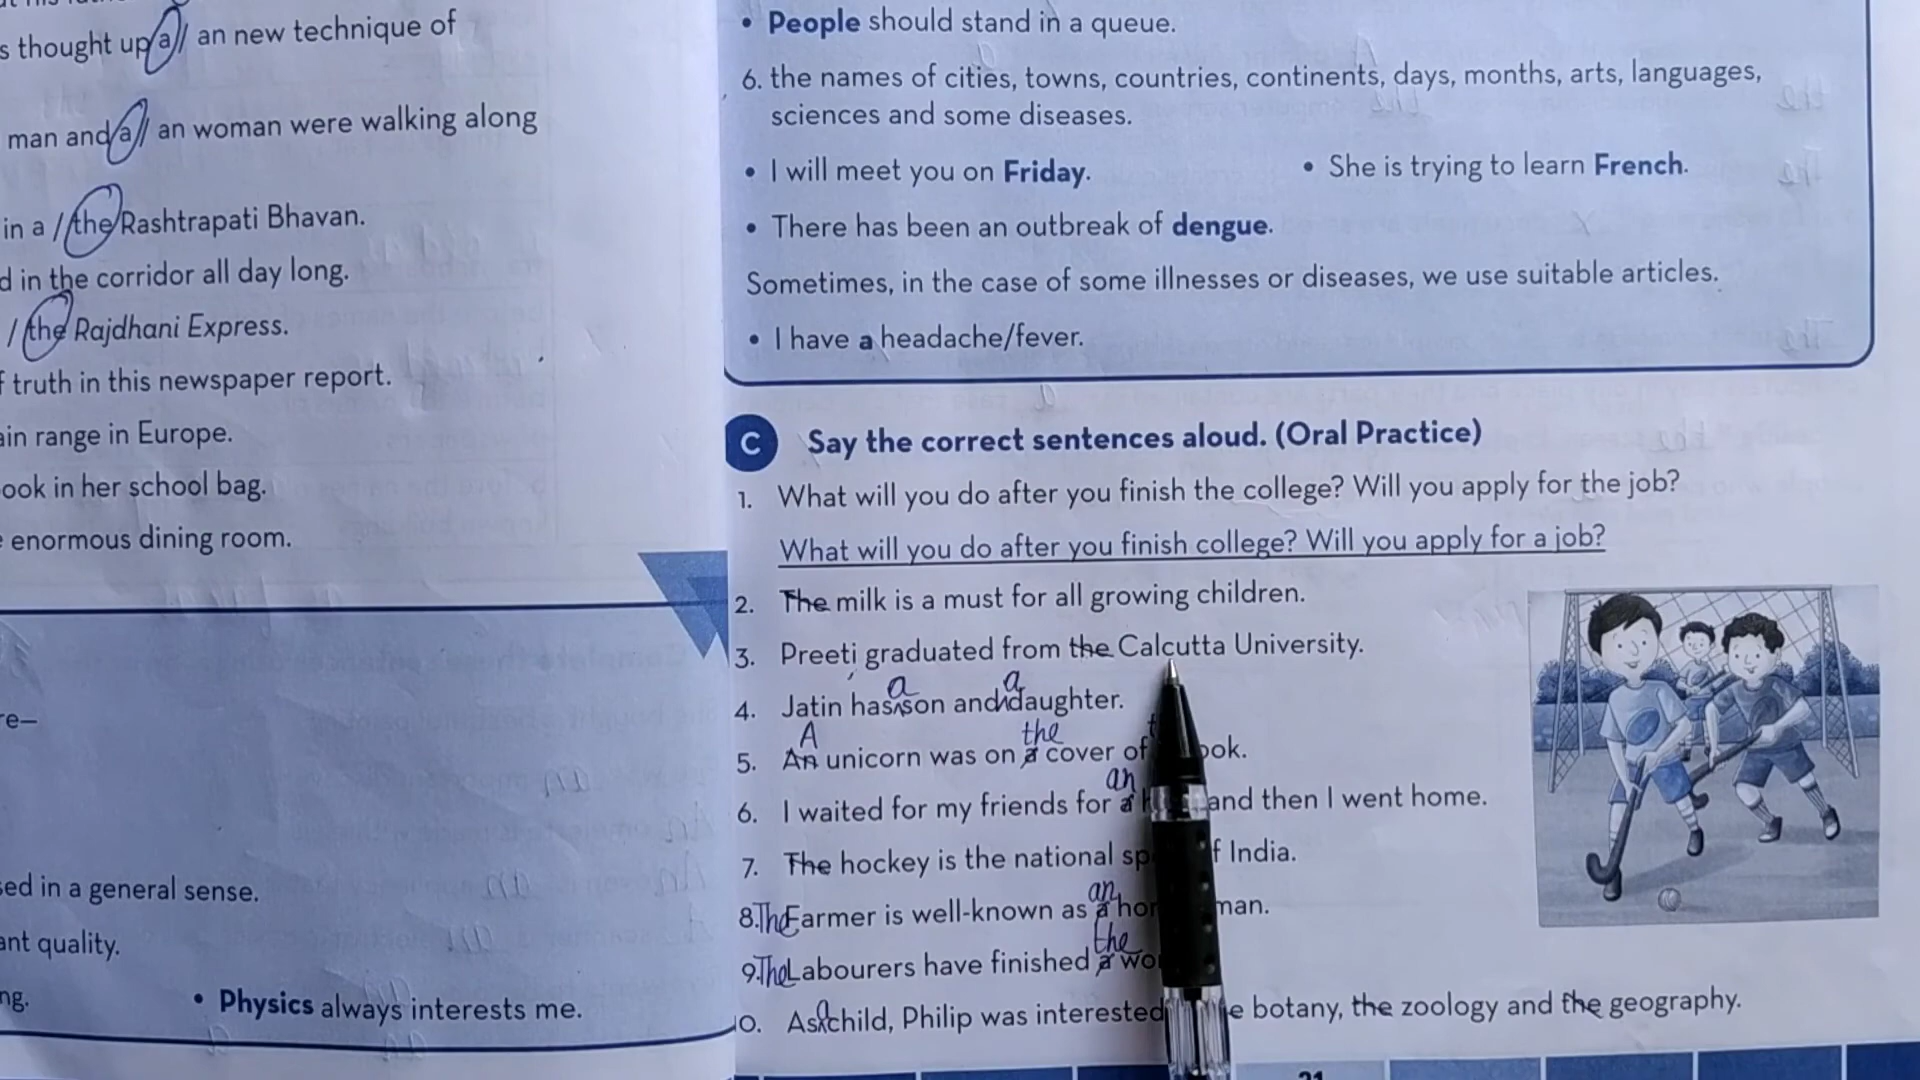 s thought up a / an new technique of
man and a / an woman were walking along
in a / the Rashtrapati Bhavan.
d in the corridor all day long.
/ the Rajdhani Express.
f truth in this newspaper report.
ain range in Europe.
ook in her school bag.
enormous dining room.
re—
sed in a general sense.
ant quality.
ng.
• Physics always interests me.
• People should stand in a queue.
6. the names of cities, towns, countries, continents, days, months, arts, languages,
sciences and some diseases.
• I will meet you on Friday.
• She is trying to learn French.
• There has been an outbreak of dengue.
Sometimes, in the case of some illnesses or diseases, we use suitable articles.
• I have a headache/fever.
C Say the correct sentences aloud. (Oral Practice)
1. What will you do after you finish the college? Will you apply for the job?
What will you do after you finish college? Will you apply for a job?
2. The milk is a must for all growing children.
3. Preeti graduated from the Calcutta University.
a a
4. Jatin has son and daughter.
A the
5. An unicorn was on a cover of ook.
an
6. I waited for my friends for a and then I went home.
7. The hockey is the national sp f India.
an
8. The Farmer is well-known as a hon man.
the
9. The Labourers have finished a wo
10. As a child, Philip was interested e botany, the zoology and the geography.